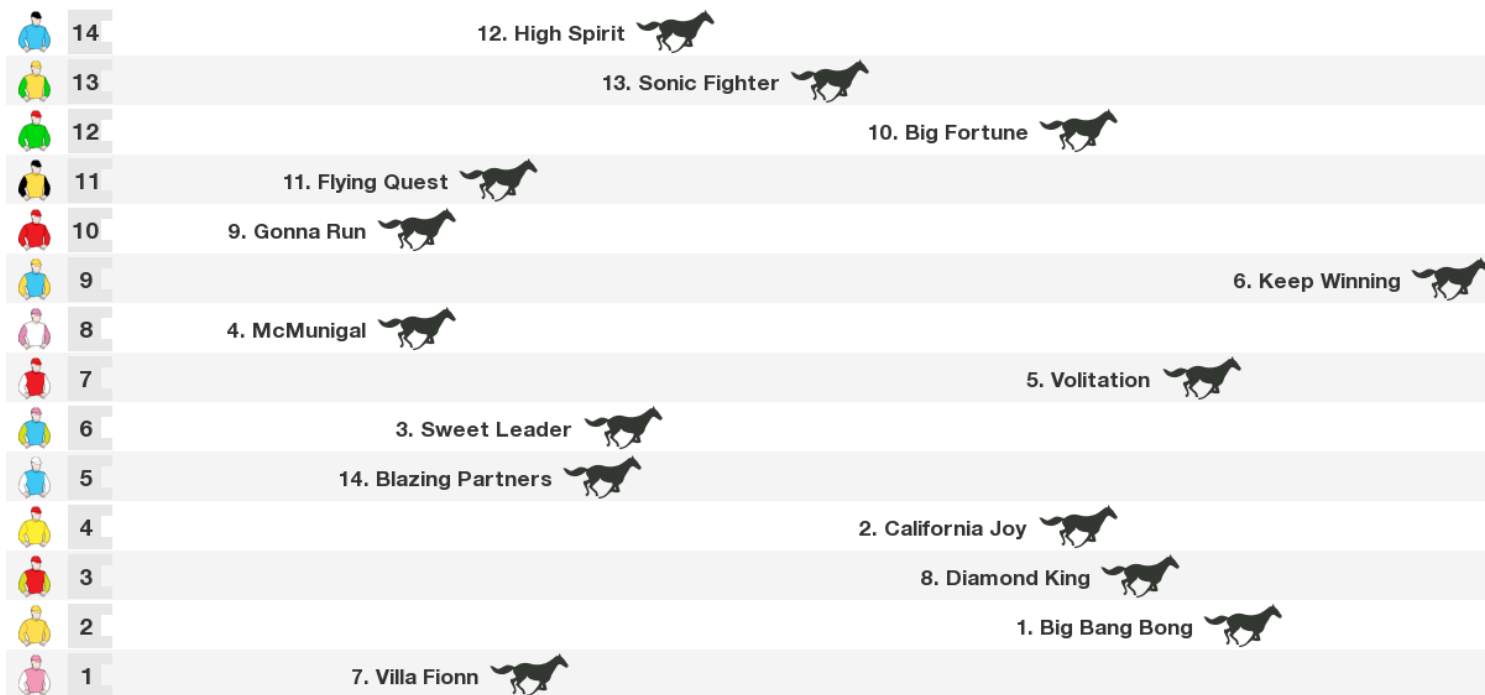 14 12. High Spirit
13 13. Sonic Fighter
12 10. Big Fortune
11 11. Flying Quest
10 9. Gonna Run
9 6. Keep Winning
8 4. McMunigal
7 5. Volitation
6 3. Sweet Leader
5 14. Blazing Partners
4 2. California Joy
3 8. Diamond King
2 1. Big Bang Bong
1 7. Villa Fionn